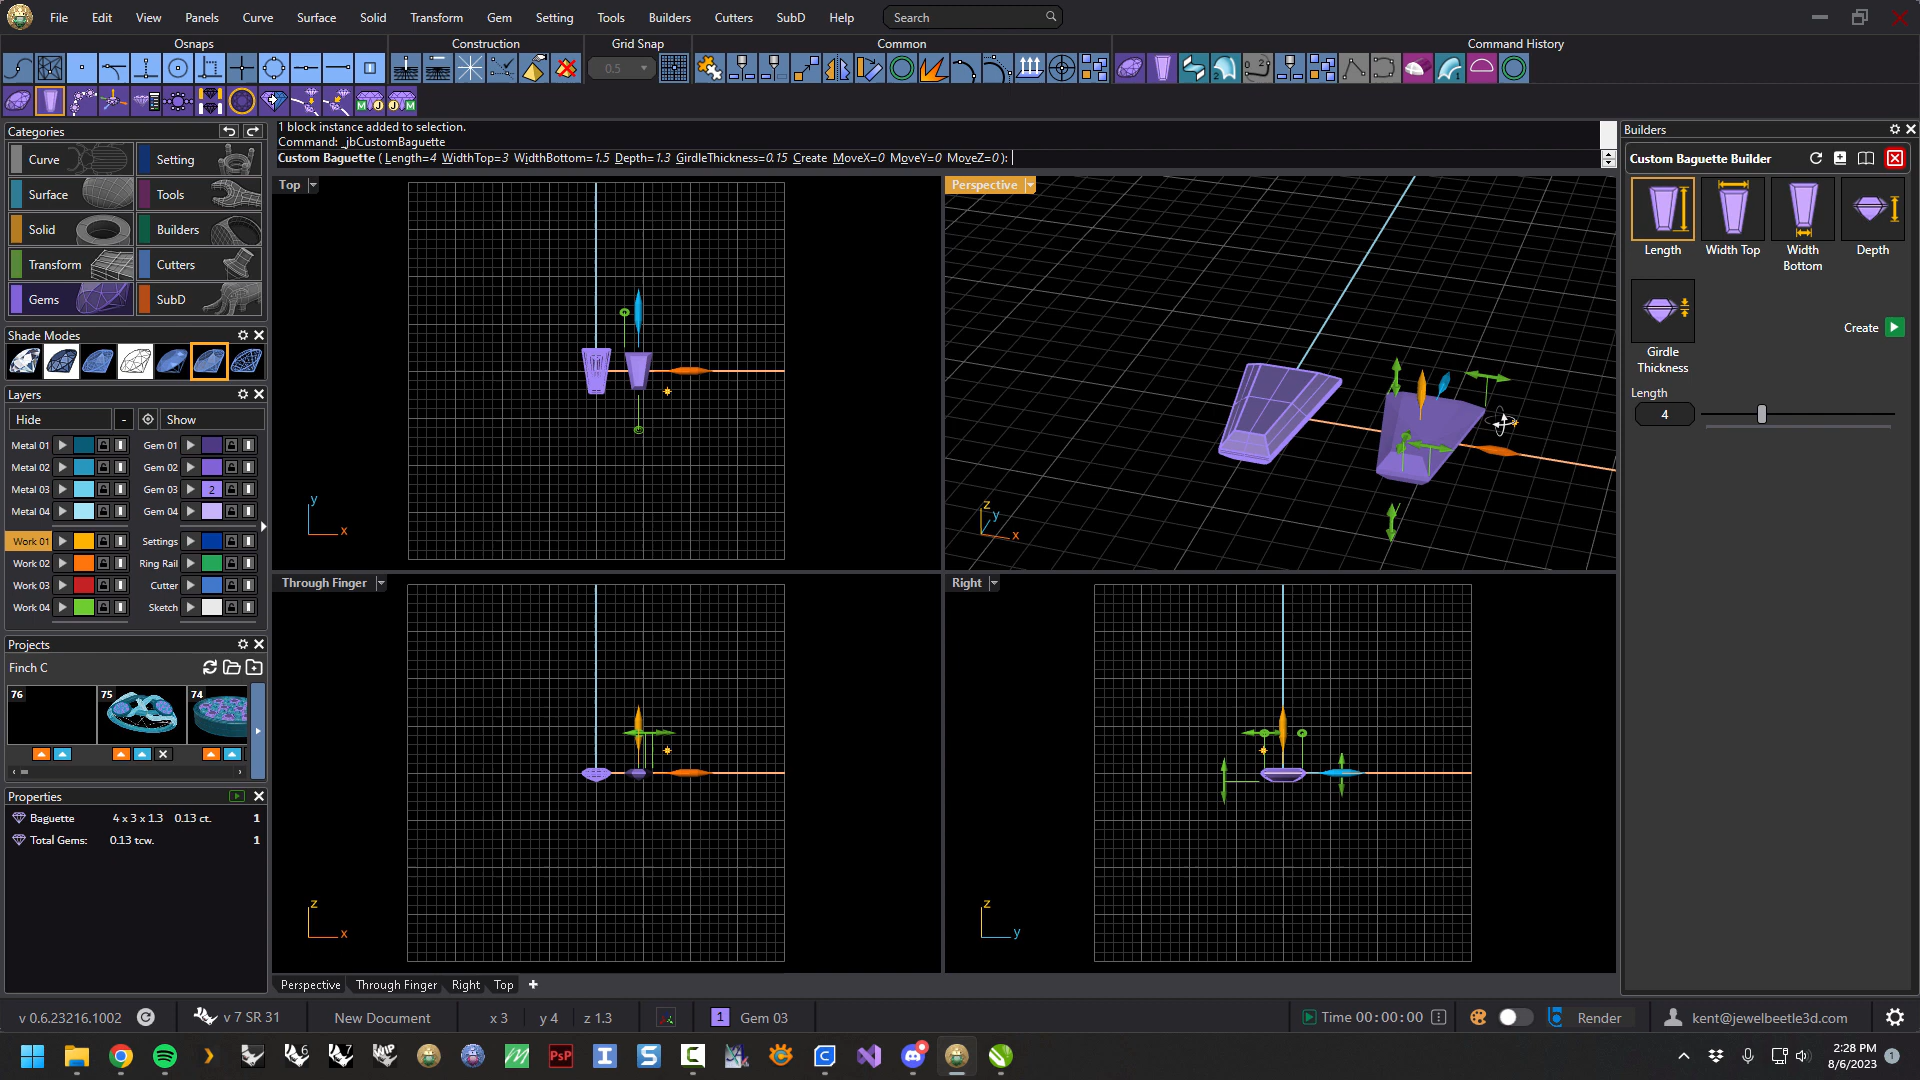 File Edit View Panels Curve Surface Solid Transform Gem Setting Tools Builders Cutters SubD Help Search
Osnaps Construction Grid Snap Common Command History
0.5
Categories
Curve Setting
Surface Tools
Solid Builders
Transform Cutters
Gems SubD
Shade Modes
Layers
Hide - Show
Metal 01 Gem 01
Metal 02 Gem 02
Metal 03 Gem 03 2
Metal 04 Gem 04
Work 01 Settings
Work 02 Ring Rail
Work 03 Cutter
Work 04 Sketch
Projects
Finch C
76 75 74
Properties
Baguette 4 x 3 x 1.3 0.13 ct. 1
Total Gems: 0.13 tcw. 1
1 block instance added to selection.
Command: _jbCustomBaguette
Custom Baguette ( Length=4 WidthTop=3 WidthBottom=1.5 Depth=1.3 GirdleThickness=0.15 Create MoveX=0 MoveY=0 MoveZ=0 ):
Top
y
x
Perspective
z
y
x
Through Finger
z
x
Right
z
y
Perspective Through Finger Right Top +
Builders
Custom Baguette Builder
Length Width Top Width Bottom Depth
Girdle Thickness
Create
Length
4
v 0.6.23216.1002 v 7 SR 31 New Document x 3 y 4 z 1.3 1 Gem 03 Time 00:00:00 Render kent@jewelbeetle3d.com
6 7 WIP M PsP I S C
2:28 PM
8/6/2023
1